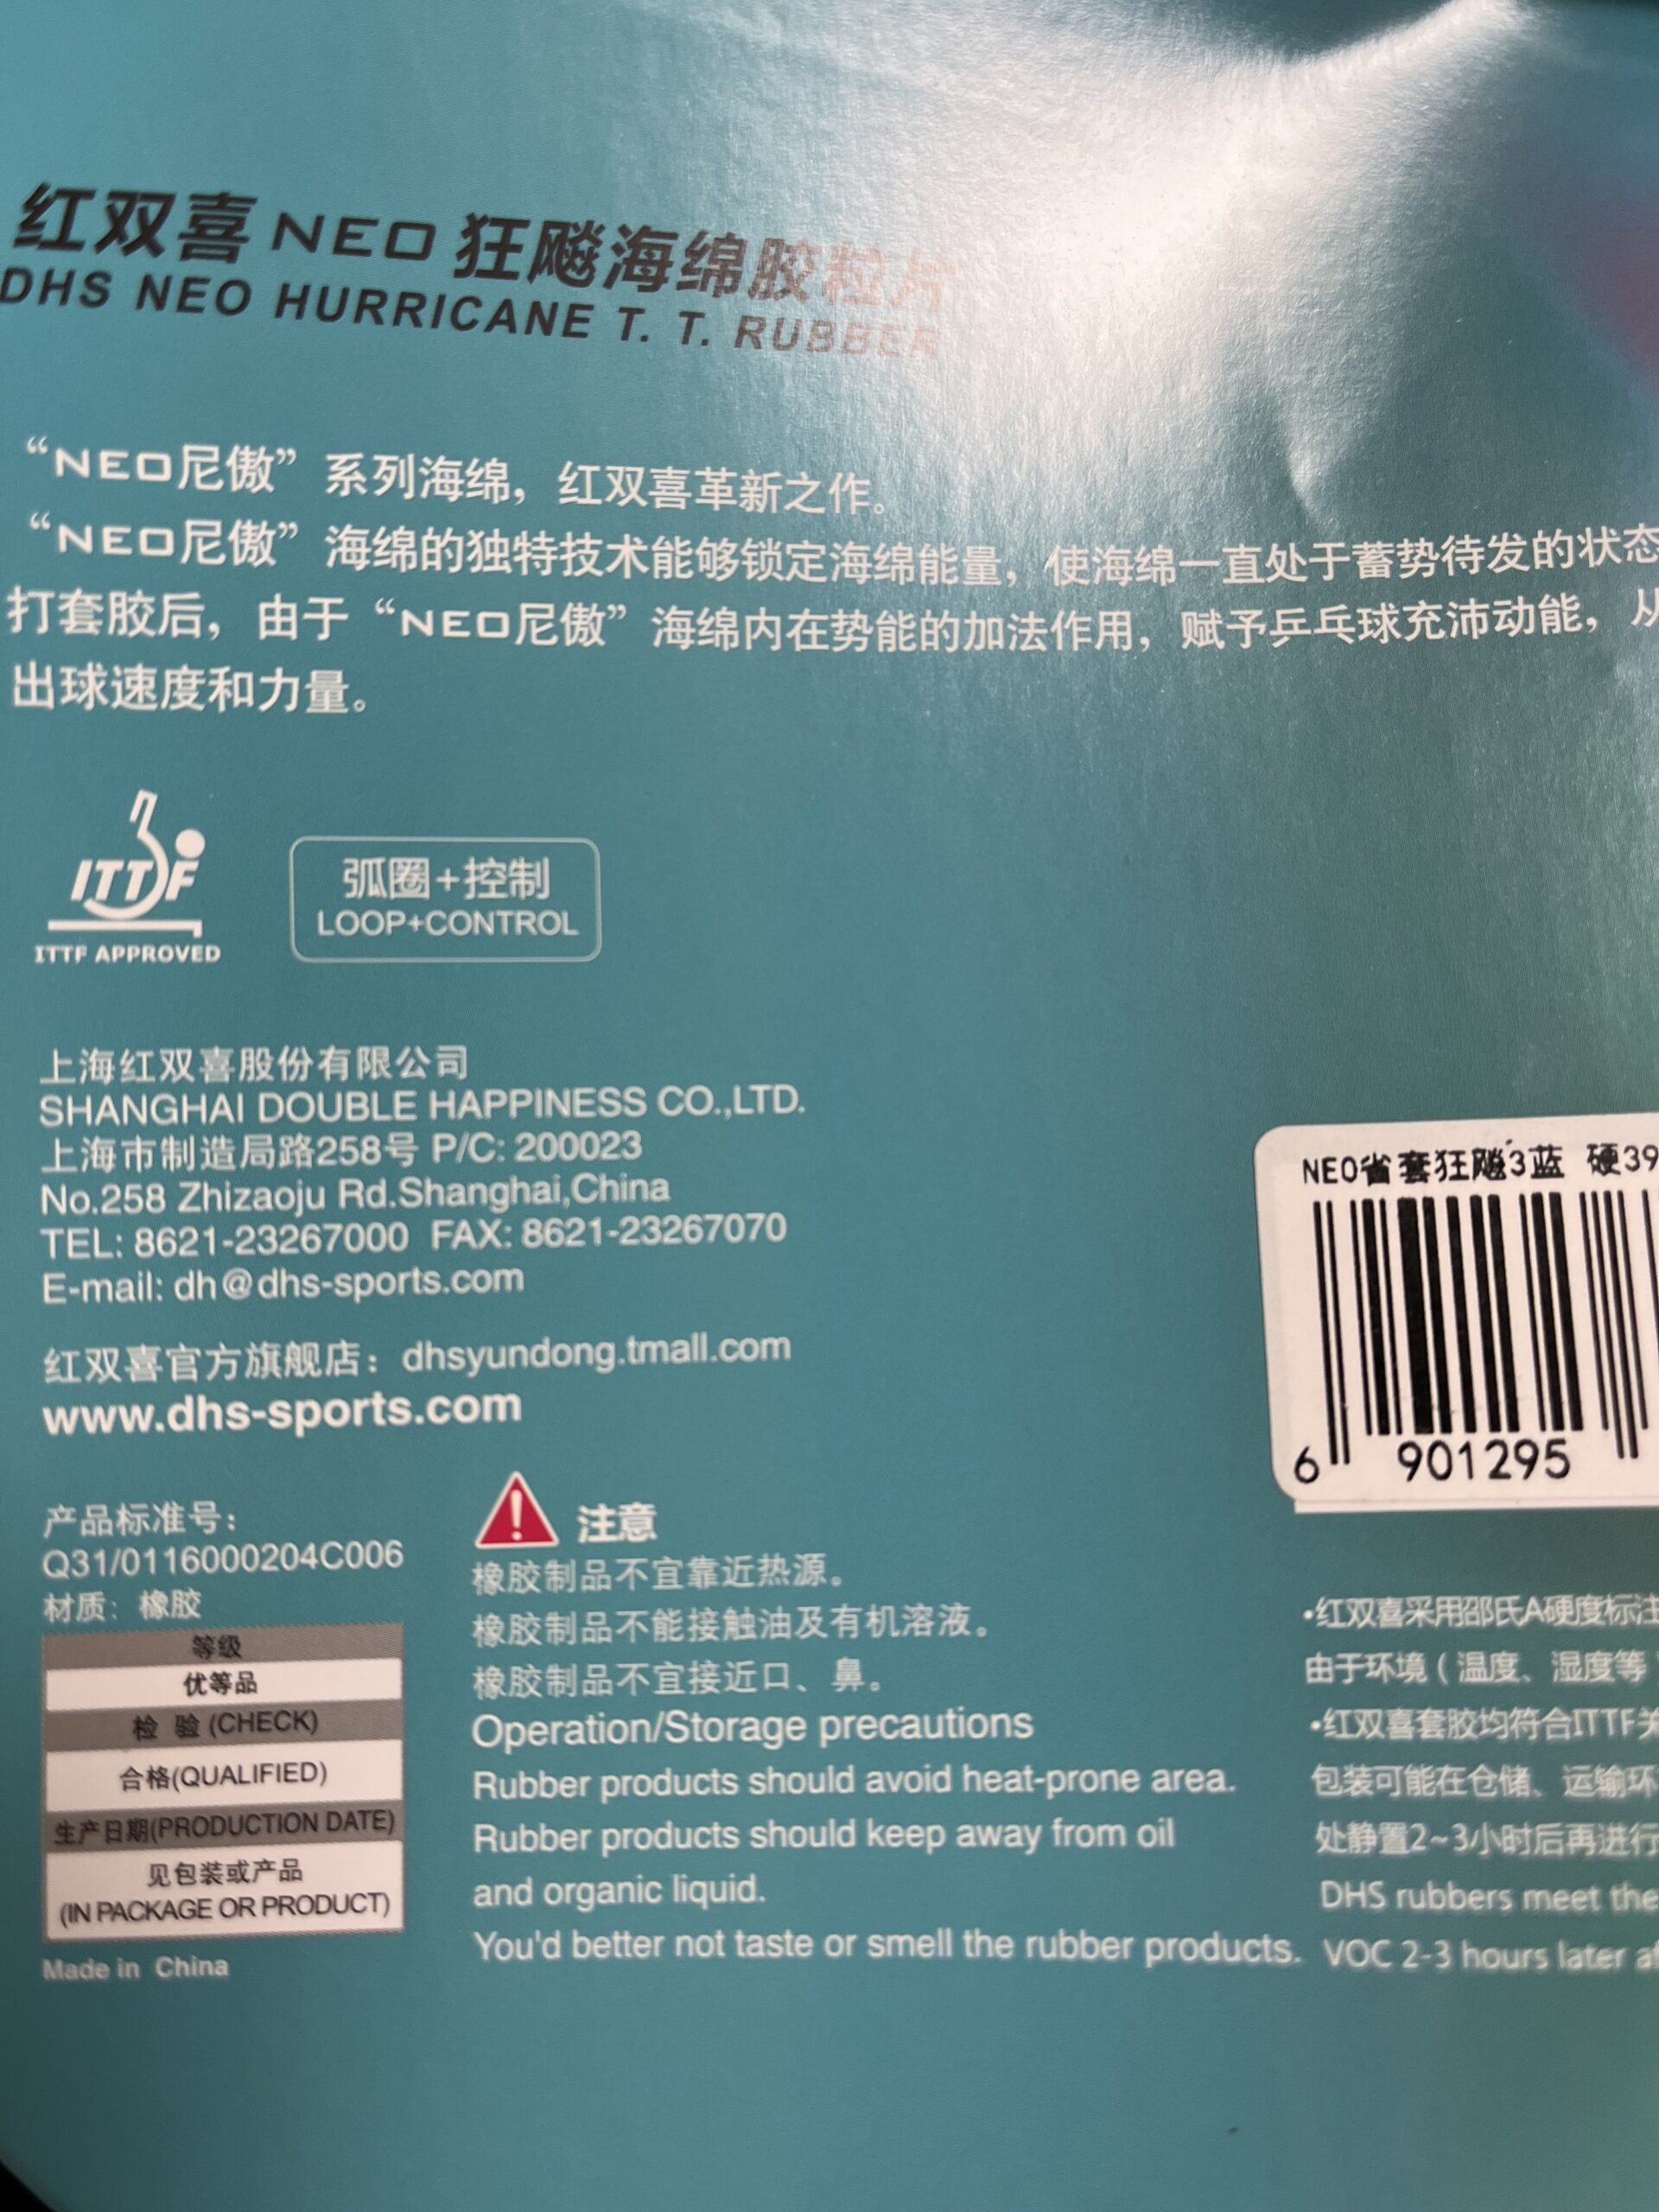 红双喜 NEO 狂飚海绵胶粒片
DHS NEO HURRICANE T. T. RUBBER
“NEO尼傲”系列海绵，红双喜革新之作。
“NEO尼傲”海绵的独特技术能够锁定海绵能量，使海绵一直处于蓄势待发的状态
打套胶后，由于“NEO尼傲”海绵内在势能的加法作用，赋予乒乓球充沛动能，从
出球速度和力量。
ITTF
ITTF APPROVED
弧圈+控制
LOOP+CONTROL
上海红双喜股份有限公司
SHANGHAI DOUBLE HAPPINESS CO.,LTD.
上海市制造局路258号 P/C: 200023
No.258 Zhizaoju Rd.Shanghai,China
TEL: 8621-23267000 FAX: 8621-23267070
E-mail: dh@dhs-sports.com
红双喜官方旗舰店：dhsyundong.tmall.com
www.dhs-sports.com
NEO省套狂飚3蓝 硬39
6 901295
产品标准号：
Q31/0116000204C006
材质：橡胶
等级
优等品
检 验 (CHECK)
合格(QUALIFIED)
生产日期(PRODUCTION DATE)
见包装或产品
(IN PACKAGE OR PRODUCT)
Made in China
注意
橡胶制品不宜靠近热源。
橡胶制品不能接触油及有机溶液。
橡胶制品不宜接近口、鼻。
Operation/Storage precautions
Rubber products should avoid heat-prone area.
Rubber products should keep away from oil
and organic liquid.
You'd better not taste or smell the rubber products.
•红双喜采用邵氏A硬度标注
由于环境（温度、湿度等
•红双喜套胶均符合ITTF关
包装可能在仓储、运输环
处静置2~3小时后再进行
DHS rubbers meet the
VOC 2-3 hours later